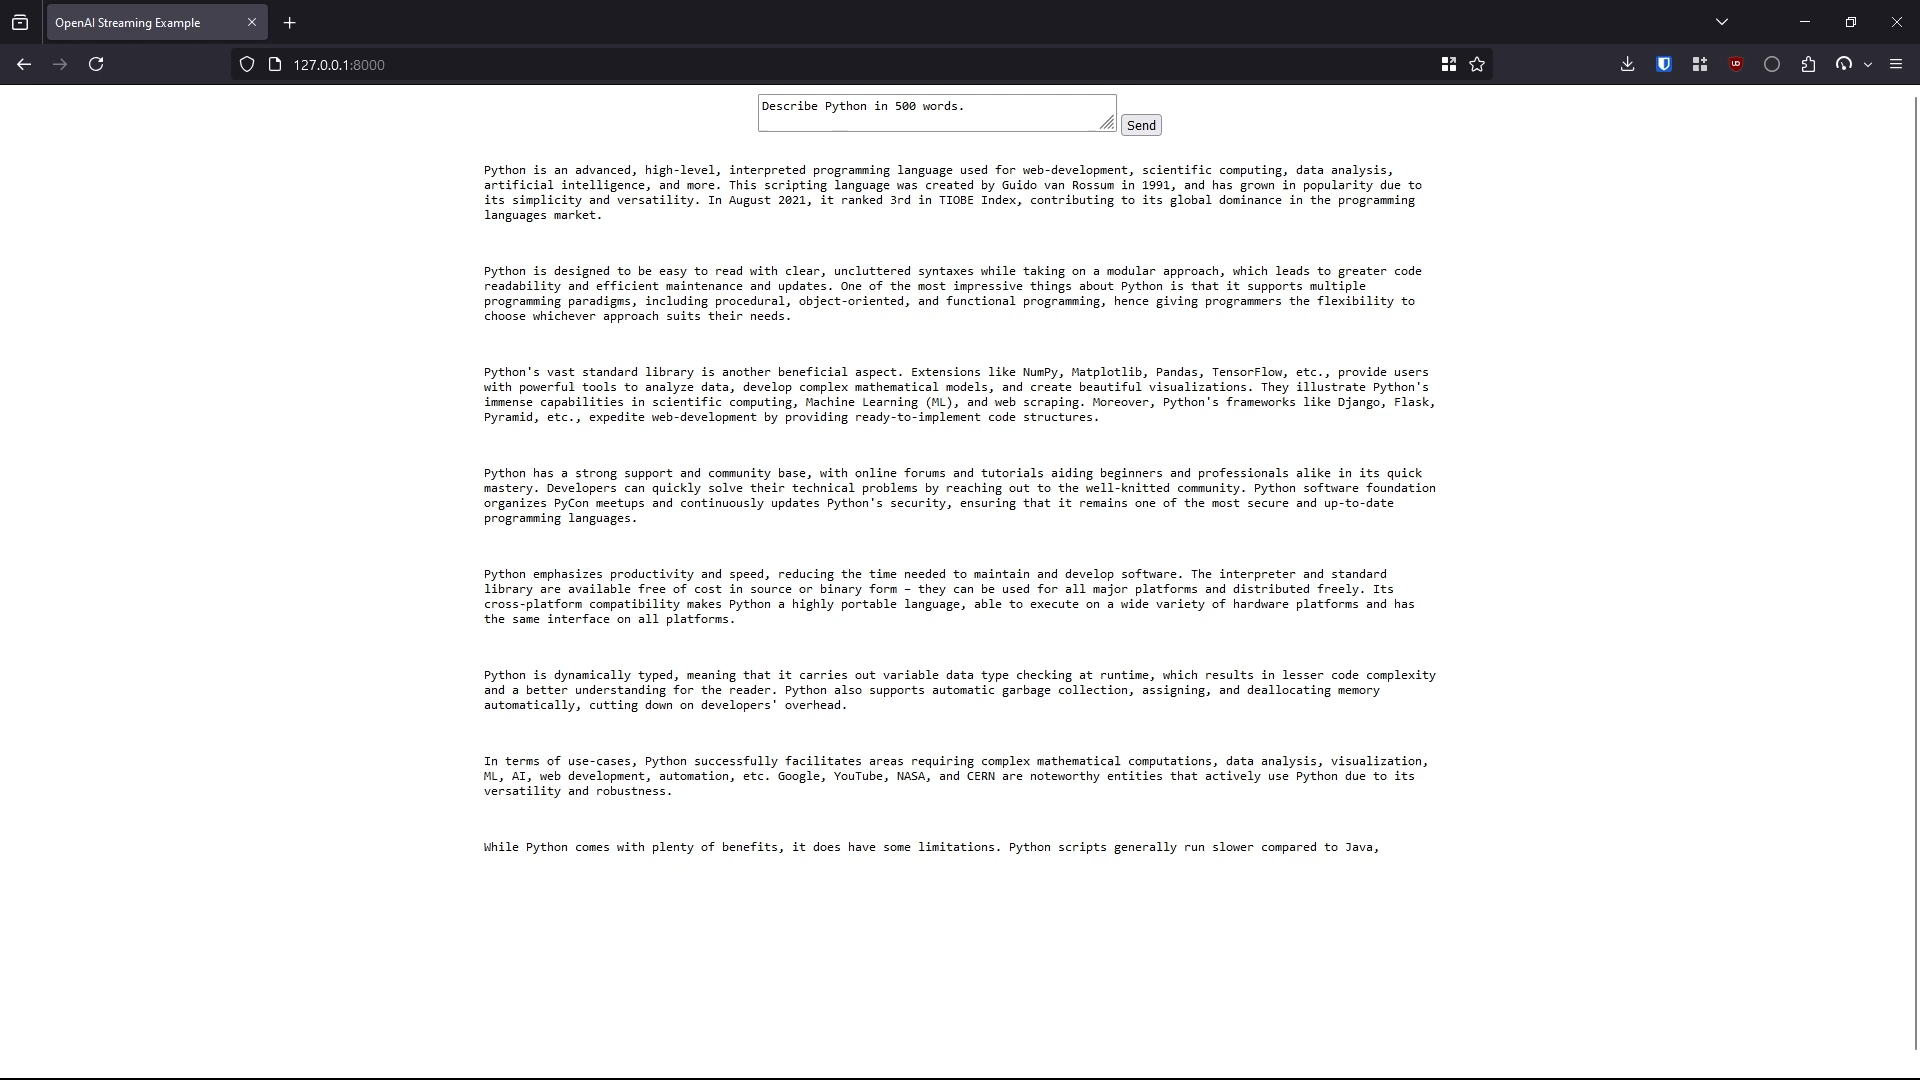 OpenAI Streaming Example
127.0.0.1:8000
Describe Python in 500 words.
Send
Python is an advanced, high-level, interpreted programming language used for web-development, scientific computing, data analysis,
artificial intelligence, and more. This scripting language was created by Guido van Rossum in 1991, and has grown in popularity due to
its simplicity and versatility. In August 2021, it ranked 3rd in TIOBE Index, contributing to its global dominance in the programming
languages market.
Python is designed to be easy to read with clear, uncluttered syntaxes while taking on a modular approach, which leads to greater code
readability and efficient maintenance and updates. One of the most impressive things about Python is that it supports multiple
programming paradigms, including procedural, object-oriented, and functional programming, hence giving programmers the flexibility to
choose whichever approach suits their needs.
Python's vast standard library is another beneficial aspect. Extensions like NumPy, Matplotlib, Pandas, TensorFlow, etc., provide users
with powerful tools to analyze data, develop complex mathematical models, and create beautiful visualizations. They illustrate Python's
immense capabilities in scientific computing, Machine Learning (ML), and web scraping. Moreover, Python's frameworks like Django, Flask,
Pyramid, etc., expedite web-development by providing ready-to-implement code structures.
Python has a strong support and community base, with online forums and tutorials aiding beginners and professionals alike in its quick
mastery. Developers can quickly solve their technical problems by reaching out to the well-knitted community. Python software foundation
organizes PyCon meetups and continuously updates Python's security, ensuring that it remains one of the most secure and up-to-date
programming languages.
Python emphasizes productivity and speed, reducing the time needed to maintain and develop software. The interpreter and standard
library are available free of cost in source or binary form – they can be used for all major platforms and distributed freely. Its
cross-platform compatibility makes Python a highly portable language, able to execute on a wide variety of hardware platforms and has
the same interface on all platforms.
Python is dynamically typed, meaning that it carries out variable data type checking at runtime, which results in lesser code complexity
and a better understanding for the reader. Python also supports automatic garbage collection, assigning, and deallocating memory
automatically, cutting down on developers' overhead.
In terms of use-cases, Python successfully facilitates areas requiring complex mathematical computations, data analysis, visualization,
ML, AI, web development, automation, etc. Google, YouTube, NASA, and CERN are noteworthy entities that actively use Python due to its
versatility and robustness.
While Python comes with plenty of benefits, it does have some limitations. Python scripts generally run slower compared to Java,